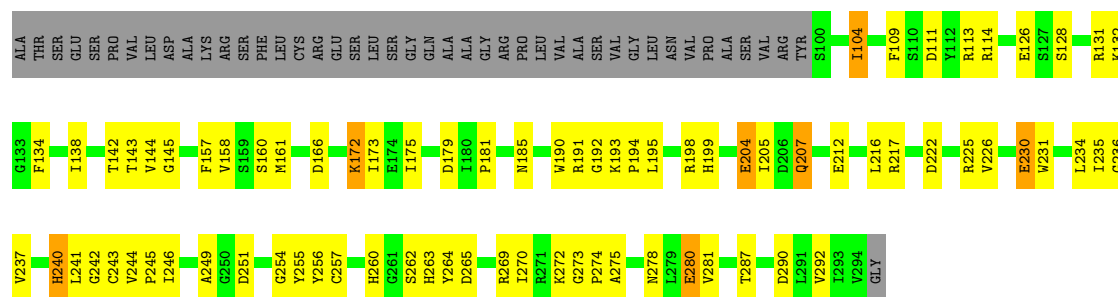 ALA THR SER GLU SER PRO VAL LEU ASP ALA LYS ARG SER PHE LEU CYS ARG GLU SER LEU SER GLY GLN ALA ALA GLY ARG PRO LEU VAL ALA SER VAL GLY LEU ASN VAL PRO ALA SER VAL ARG TYR S100 I104 F109 S110 D111 Y112 R113 R114 E126 S127 S128 R131 K132
G133 F134 I138 T142 T143 V144 G145 F157 V158 S159 S160 M161 D166 K172 I173 E174 I175 D179 I180 P181 N185 W190 R191 G192 K193 P194 L195 R198 H199 E204 I205 D206 Q207 E212 L216 R217 D222 R225 V226 E230 W231 L234 I235 C236
V237 H240 L241 G242 C243 V244 P245 I246 A249 G250 D251 G254 Y255 Y256 C257 H260 G261 S262 H263 Y264 D265 R269 I270 R271 K272 G273 P274 A275 N278 L279 E280 V281 T287 D290 L291 V292 I293 V294 GLY